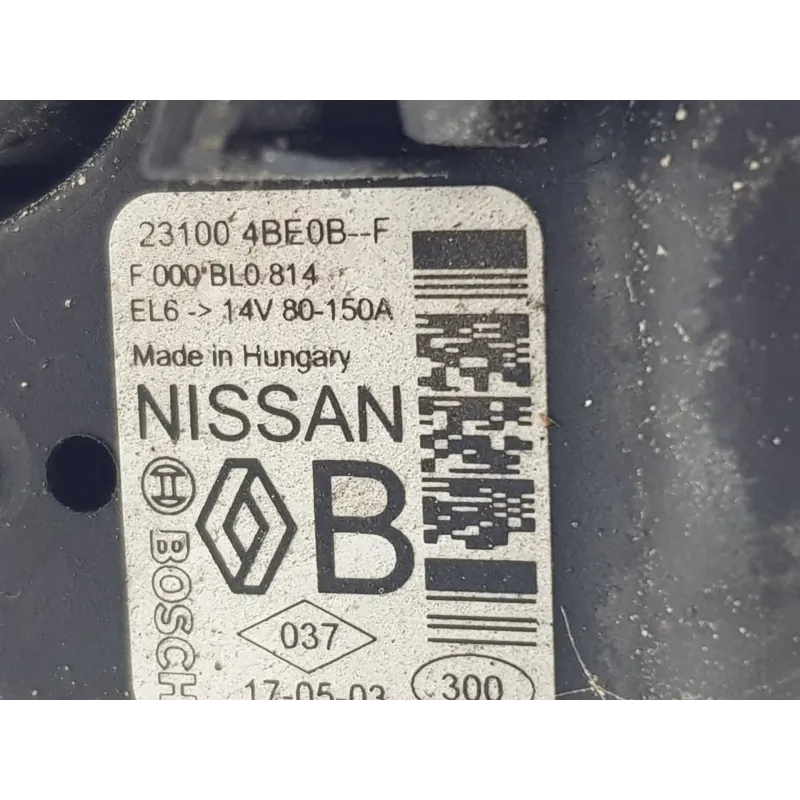 23100 4BE0B--F
F 000 BL0 814
EL6 -> 14V 80-150A
Made in Hungary
NISSAN
B
BOSCH
037
17-05-03
300